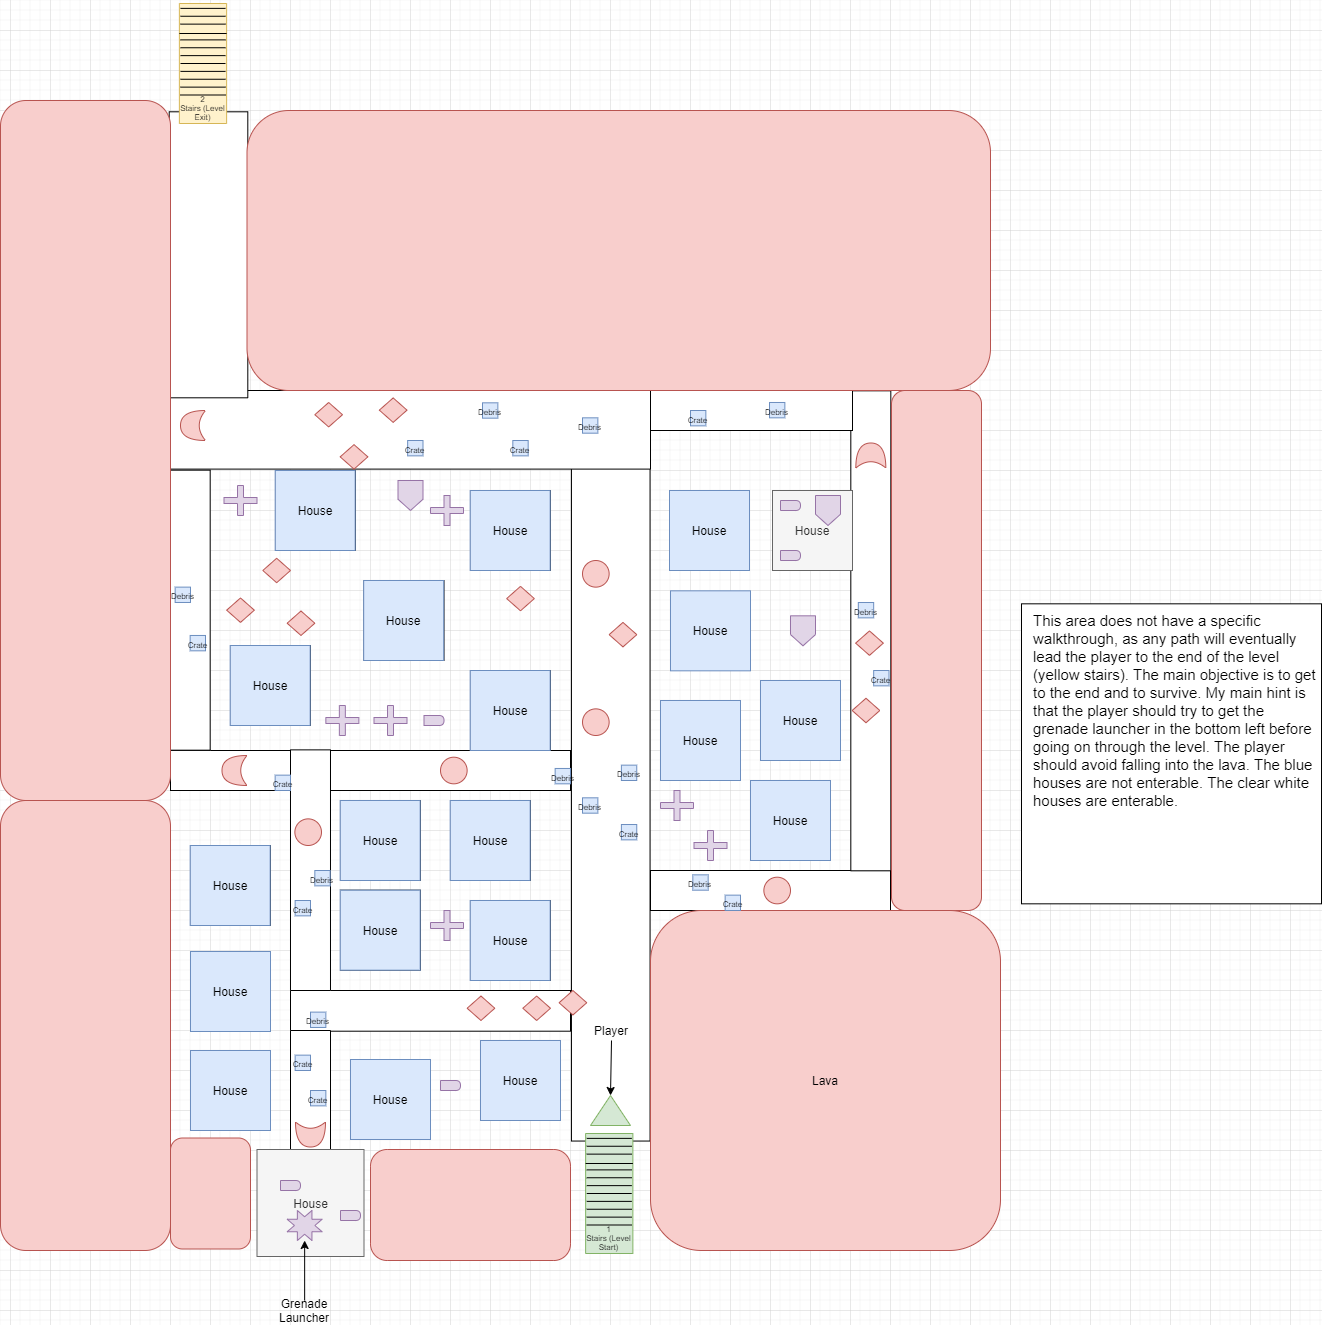 2
Stairs (Level
Exit)
Debris
Debris
Debris
Crate
Crate
Crate
House
House
House
House
Debris
Crate
House
House
House
House
Debris
Crate
House
House
House
House
Crate
Debris
Debris
Debris
Crate
House
House
House
Debris
Crate
House
House
House
Debris
Crate
House
Debris
Crate
Crate
House
House
House
Player
Lava
House
Grenade
Launcher
1
Stairs (Level
Start)
This area does not have a specific
walkthrough, as any path will eventually
lead the player to the end of the level
(yellow stairs). The main objective is to get
to the end and to survive. My main hint is
that the player should try to get the
grenade launcher in the bottom left before
going on through the level. The player
should avoid falling into the lava. The blue
houses are not enterable. The clear white
houses are enterable.